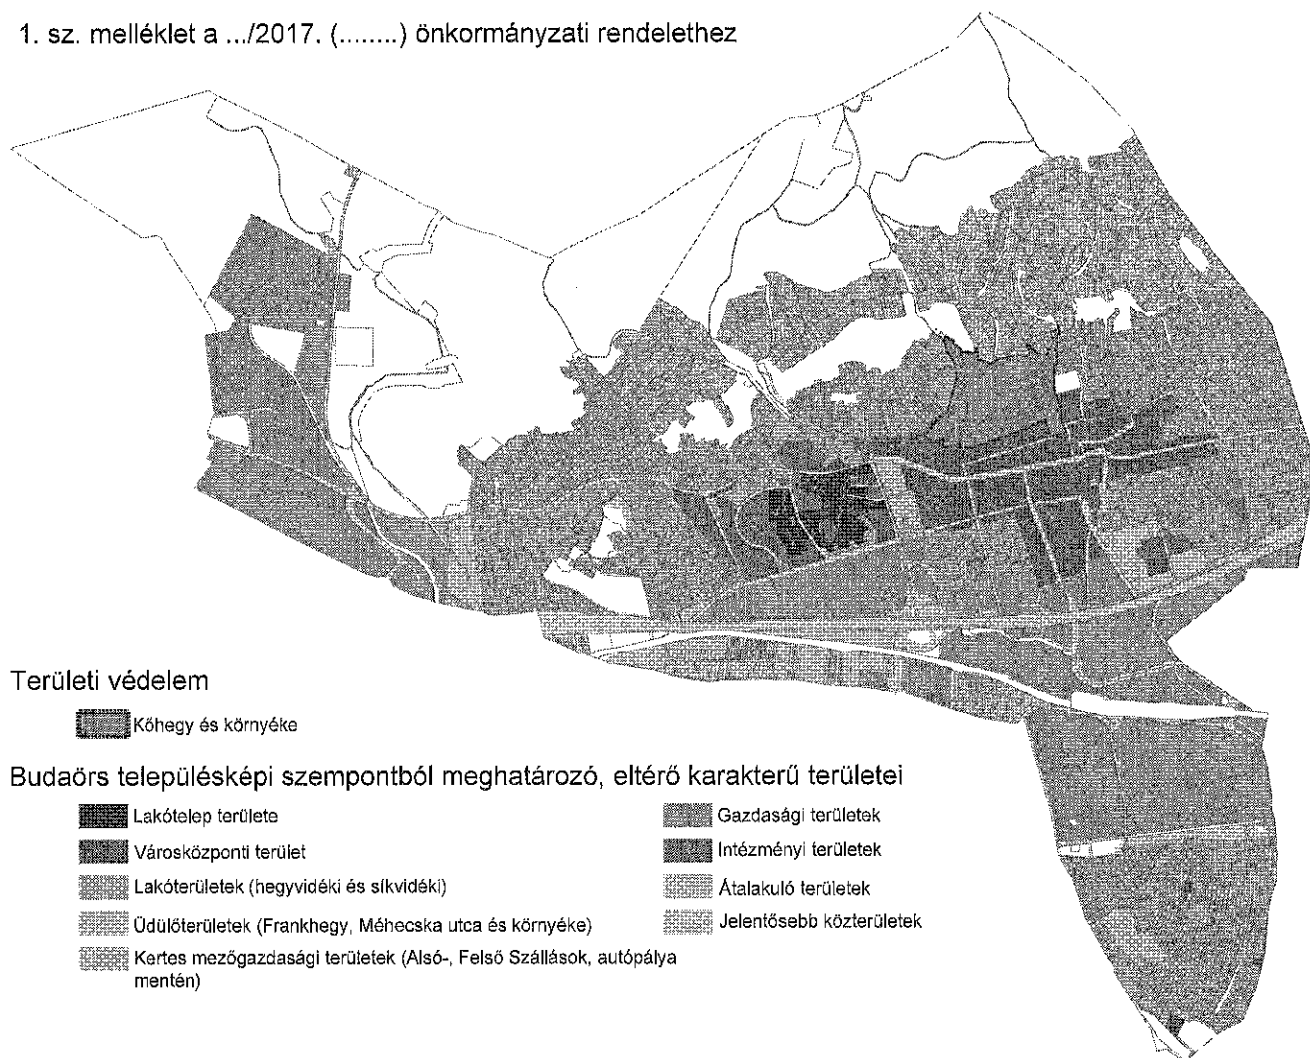 1. sz. melléklet a .../2017. (........) önkormányzati rendelethez
Területi védelem
Kőhegy és környéke
Budaörs településképi szempontból meghatározó, eltérő karakterű területei
Lakótelep területe
Városközponti terület
Lakóterületek (hegyvidéki és síkvidéki)
Üdülőterületek (Frankhegy, Méhecska utca és környéke)
Kertes mezőgazdasági területek (Alsó-, Felső Szállások, autópálya
mentén)
Gazdasági területek
Intézményi területek
Átalakuló területek
Jelentősebb közterületek